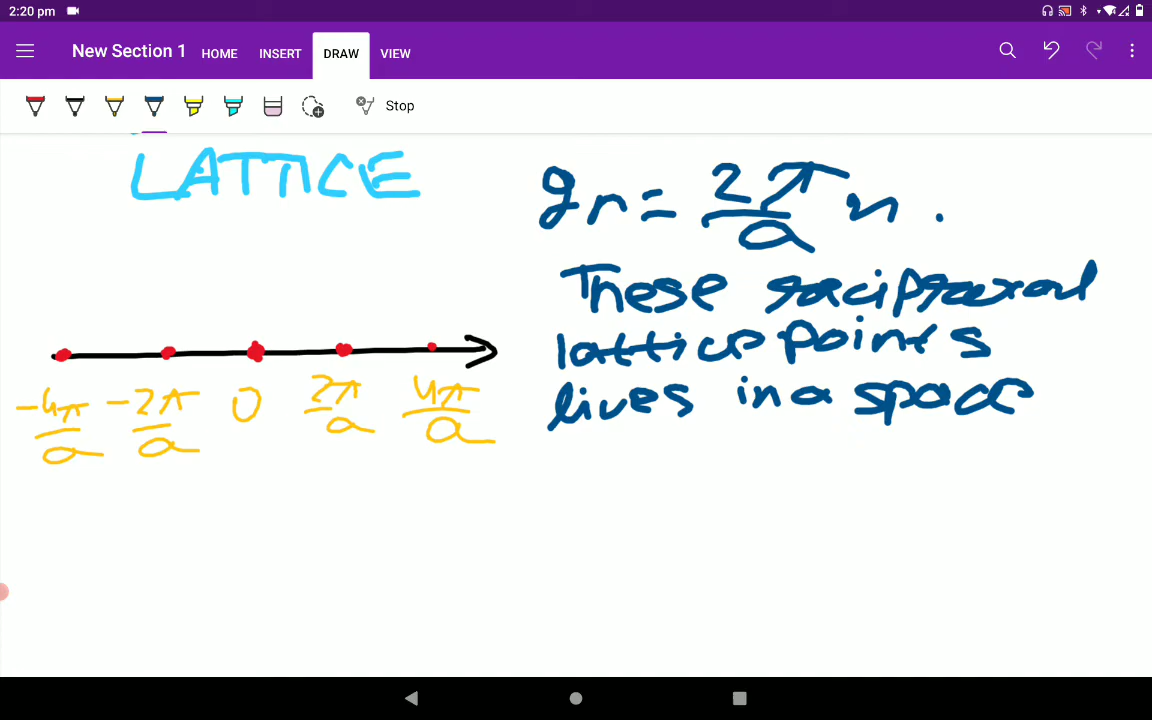 2:20 pm
New Section 1 HOME INSERT DRAW VIEW
Stop
LATTICE
gn = 2π/a n .
These reciprocal
lattice points
lives in a space
-4π/a -2π/a 0 2π/a 4π/a